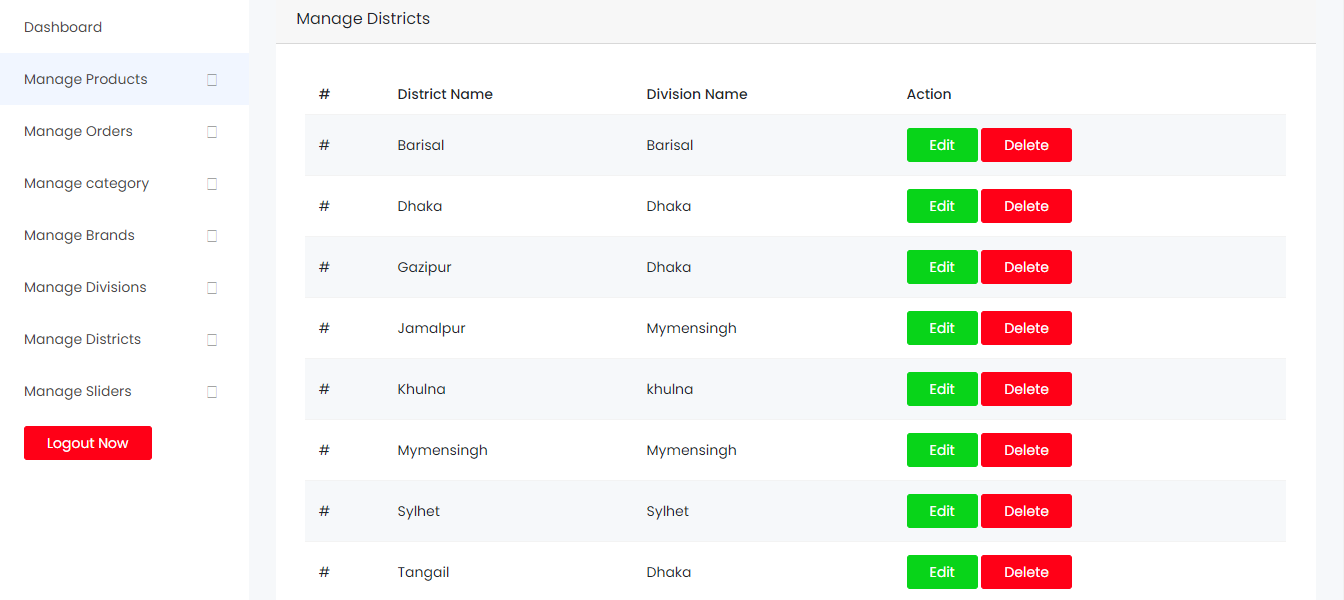 Dashboard
Manage Products
Manage Orders
Manage category
Manage Brands
Manage Divisions
Manage Districts
Manage Sliders
Logout Now
Manage Districts
# District Name Division Name Action
# Barisal Barisal Edit Delete
# Dhaka Dhaka Edit Delete
# Gazipur Dhaka Edit Delete
# Jamalpur Mymensingh Edit Delete
# Khulna khulna Edit Delete
# Mymensingh Mymensingh Edit Delete
# Sylhet Sylhet Edit Delete
# Tangail Dhaka Edit Delete